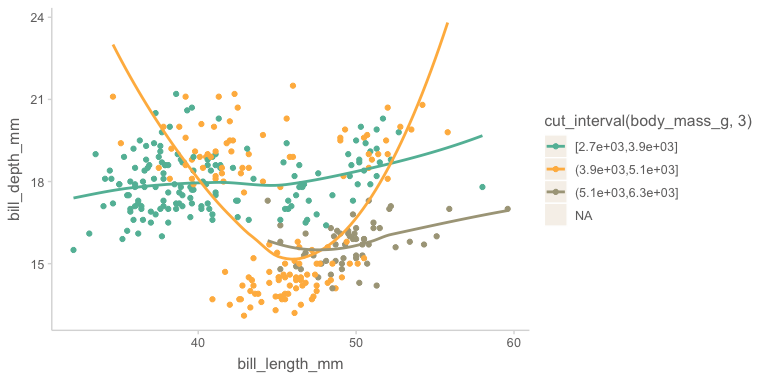 24
21
18
15
bill_depth_mm
40
50
60
bill_length_mm
cut_interval(body_mass_g, 3)
[2.7e+03,3.9e+03]
(3.9e+03,5.1e+03]
(5.1e+03,6.3e+03]
NA